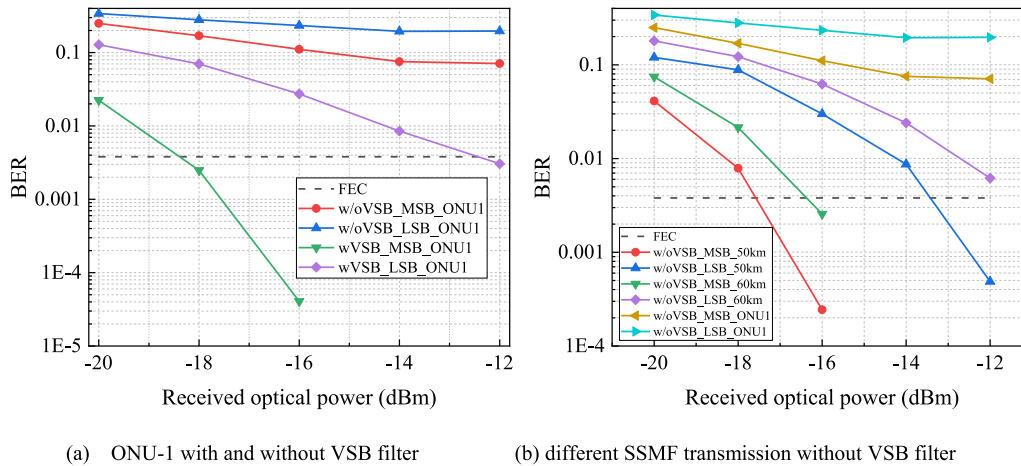 0.1
0.01
0.001
1E-4
1E-5
BER
FEC
w/oVSB_MSB_ONU1
w/oVSB_LSB_ONU1
wVSB_MSB_ONU1
wVSB_LSB_ONU1
-20 -18 -16 -14 -12
Received optical power (dBm)
(a) ONU-1 with and without VSB filter
0.1
0.01
0.001
1E-4
BER
FEC
w/oVSB_MSB_50km
w/oVSB_LSB_50km
w/oVSB_MSB_60km
w/oVSB_LSB_60km
w/oVSB_MSB_ONU1
w/oVSB_LSB_ONU1
-20 -18 -16 -14 -12
Received optical power (dBm)
(b) different SSMF transmission without VSB filter